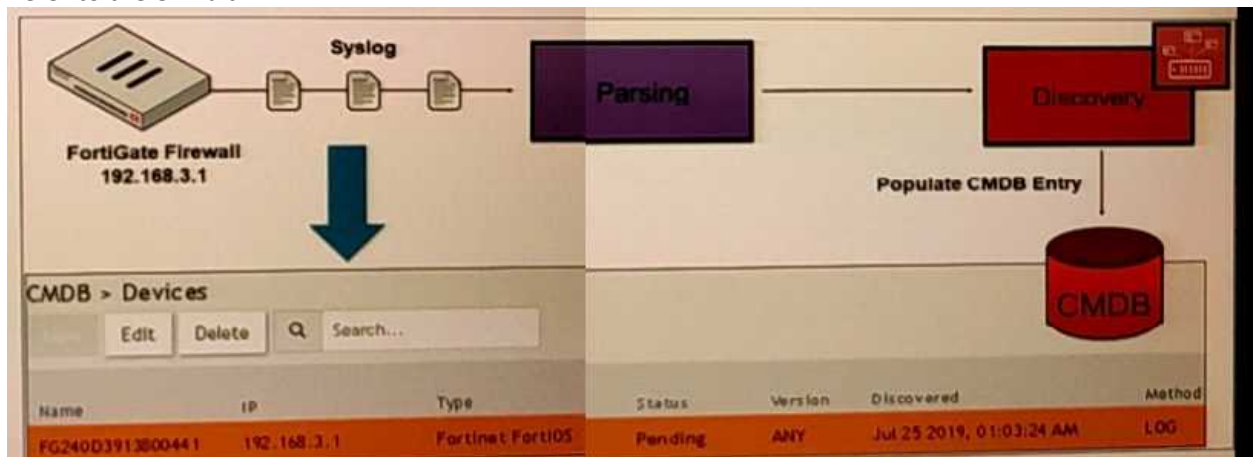 Syslog
Parsing
Discovery
FortiGate Firewall
192.168.3.1
Populate CMDB Entry
CMDB > Devices
CMDB
Edit Delete Search...
Name IP Type Status Version Discovered Method
FG240D3913800441 192.168.3.1 Fortinet FortiOS Pending ANY Jul 25 2019, 01:03:24 AM LOG